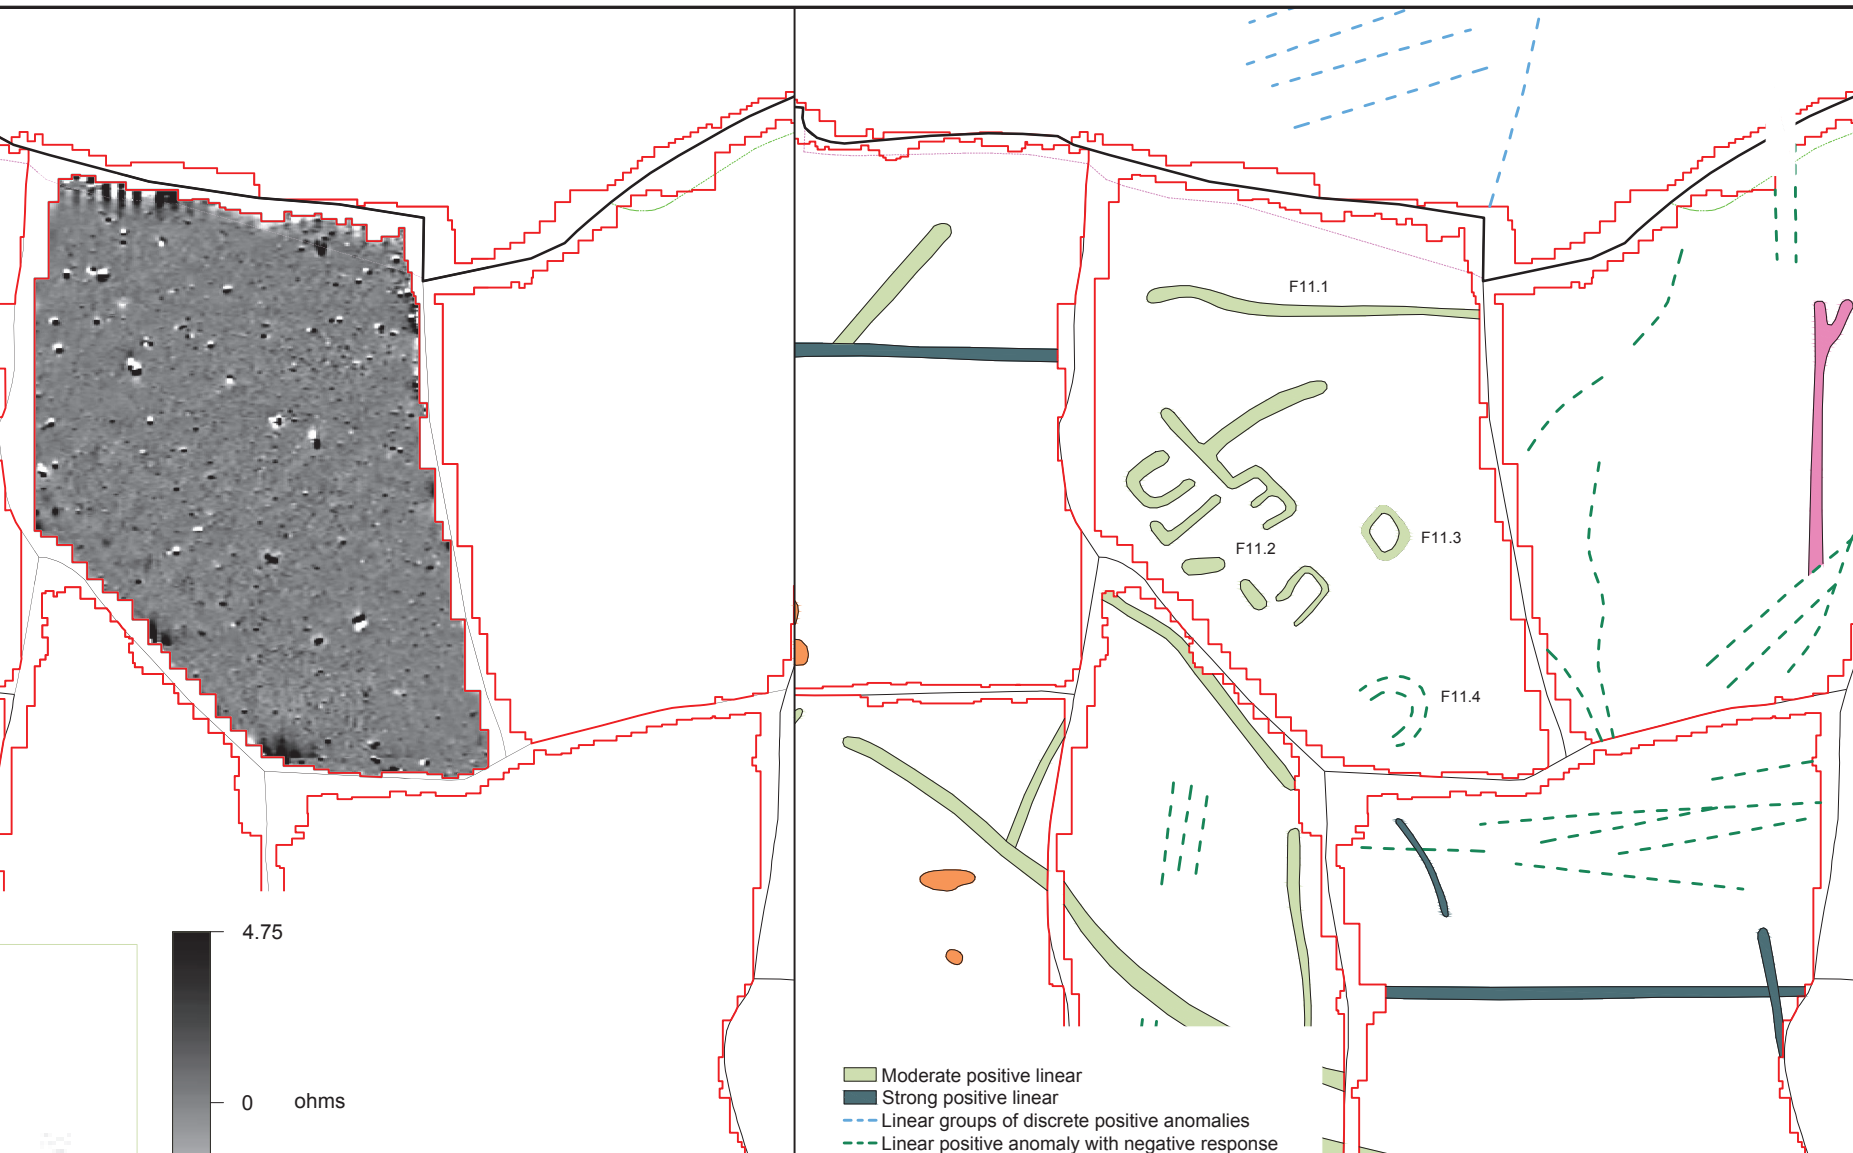 4.75
0 ohms
F11.1
F11.2
F11.3
F11.4
Moderate positive linear
Strong positive linear
Linear groups of discrete positive anomalies
Linear positive anomaly with negative response